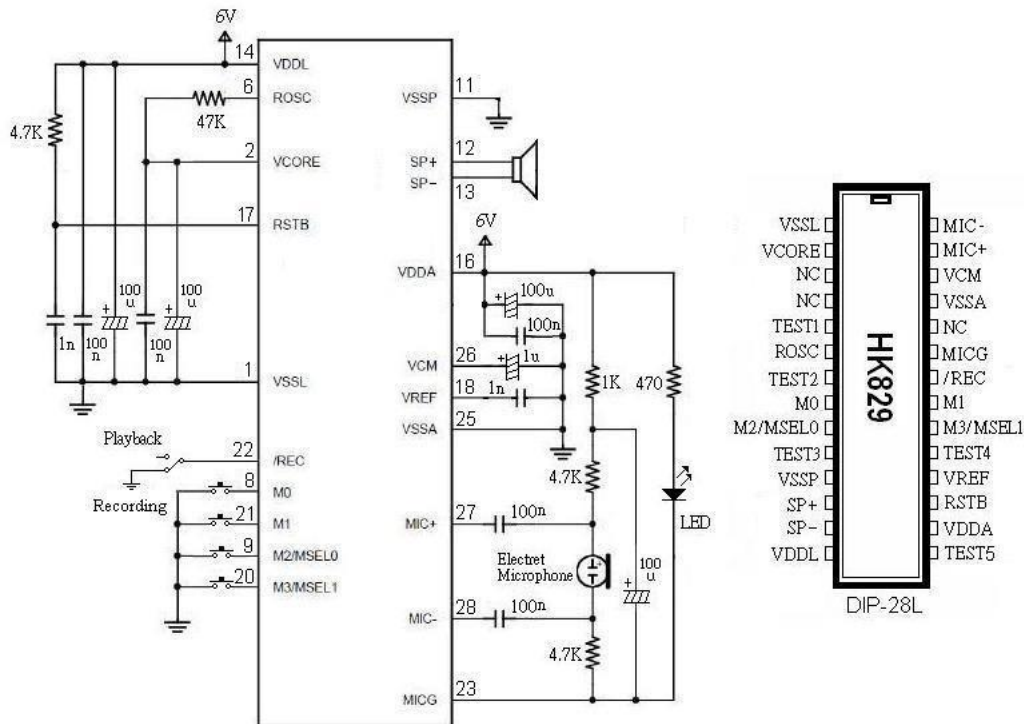 6V
14
VDDL
6
ROSC
47K
4.7K
2
VCORE
17
RSTB
+
100
u
+
100
u
1n
100
n
100
n
1
VSSL
Playback
22
/REC
Recording
8
M0
21
M1
9
M2/MSEL0
20
M3/MSEL1
11
VSSP
12
SP+
SP-
13
6V
16
VDDA
+
100u
100n
26
+
1u
VCM
18
1n
VREF
25
VSSA
1K
470
4.7K
LED
27
100n
MIC+
Electret
Microphone
+
+
100
u
28
100n
MIC-
4.7K
23
MICG
VSSL
VCORE
NC
NC
TEST1
ROSC
TEST2
M0
M2/MSEL0
TEST3
VSSP
SP+
SP-
VDDL
HK829
MIC-
MIC+
VCM
VSSA
NC
MICG
/REC
M1
M3/MSEL1
TEST4
VREF
RSTB
VDDA
TEST5
DIP-28L